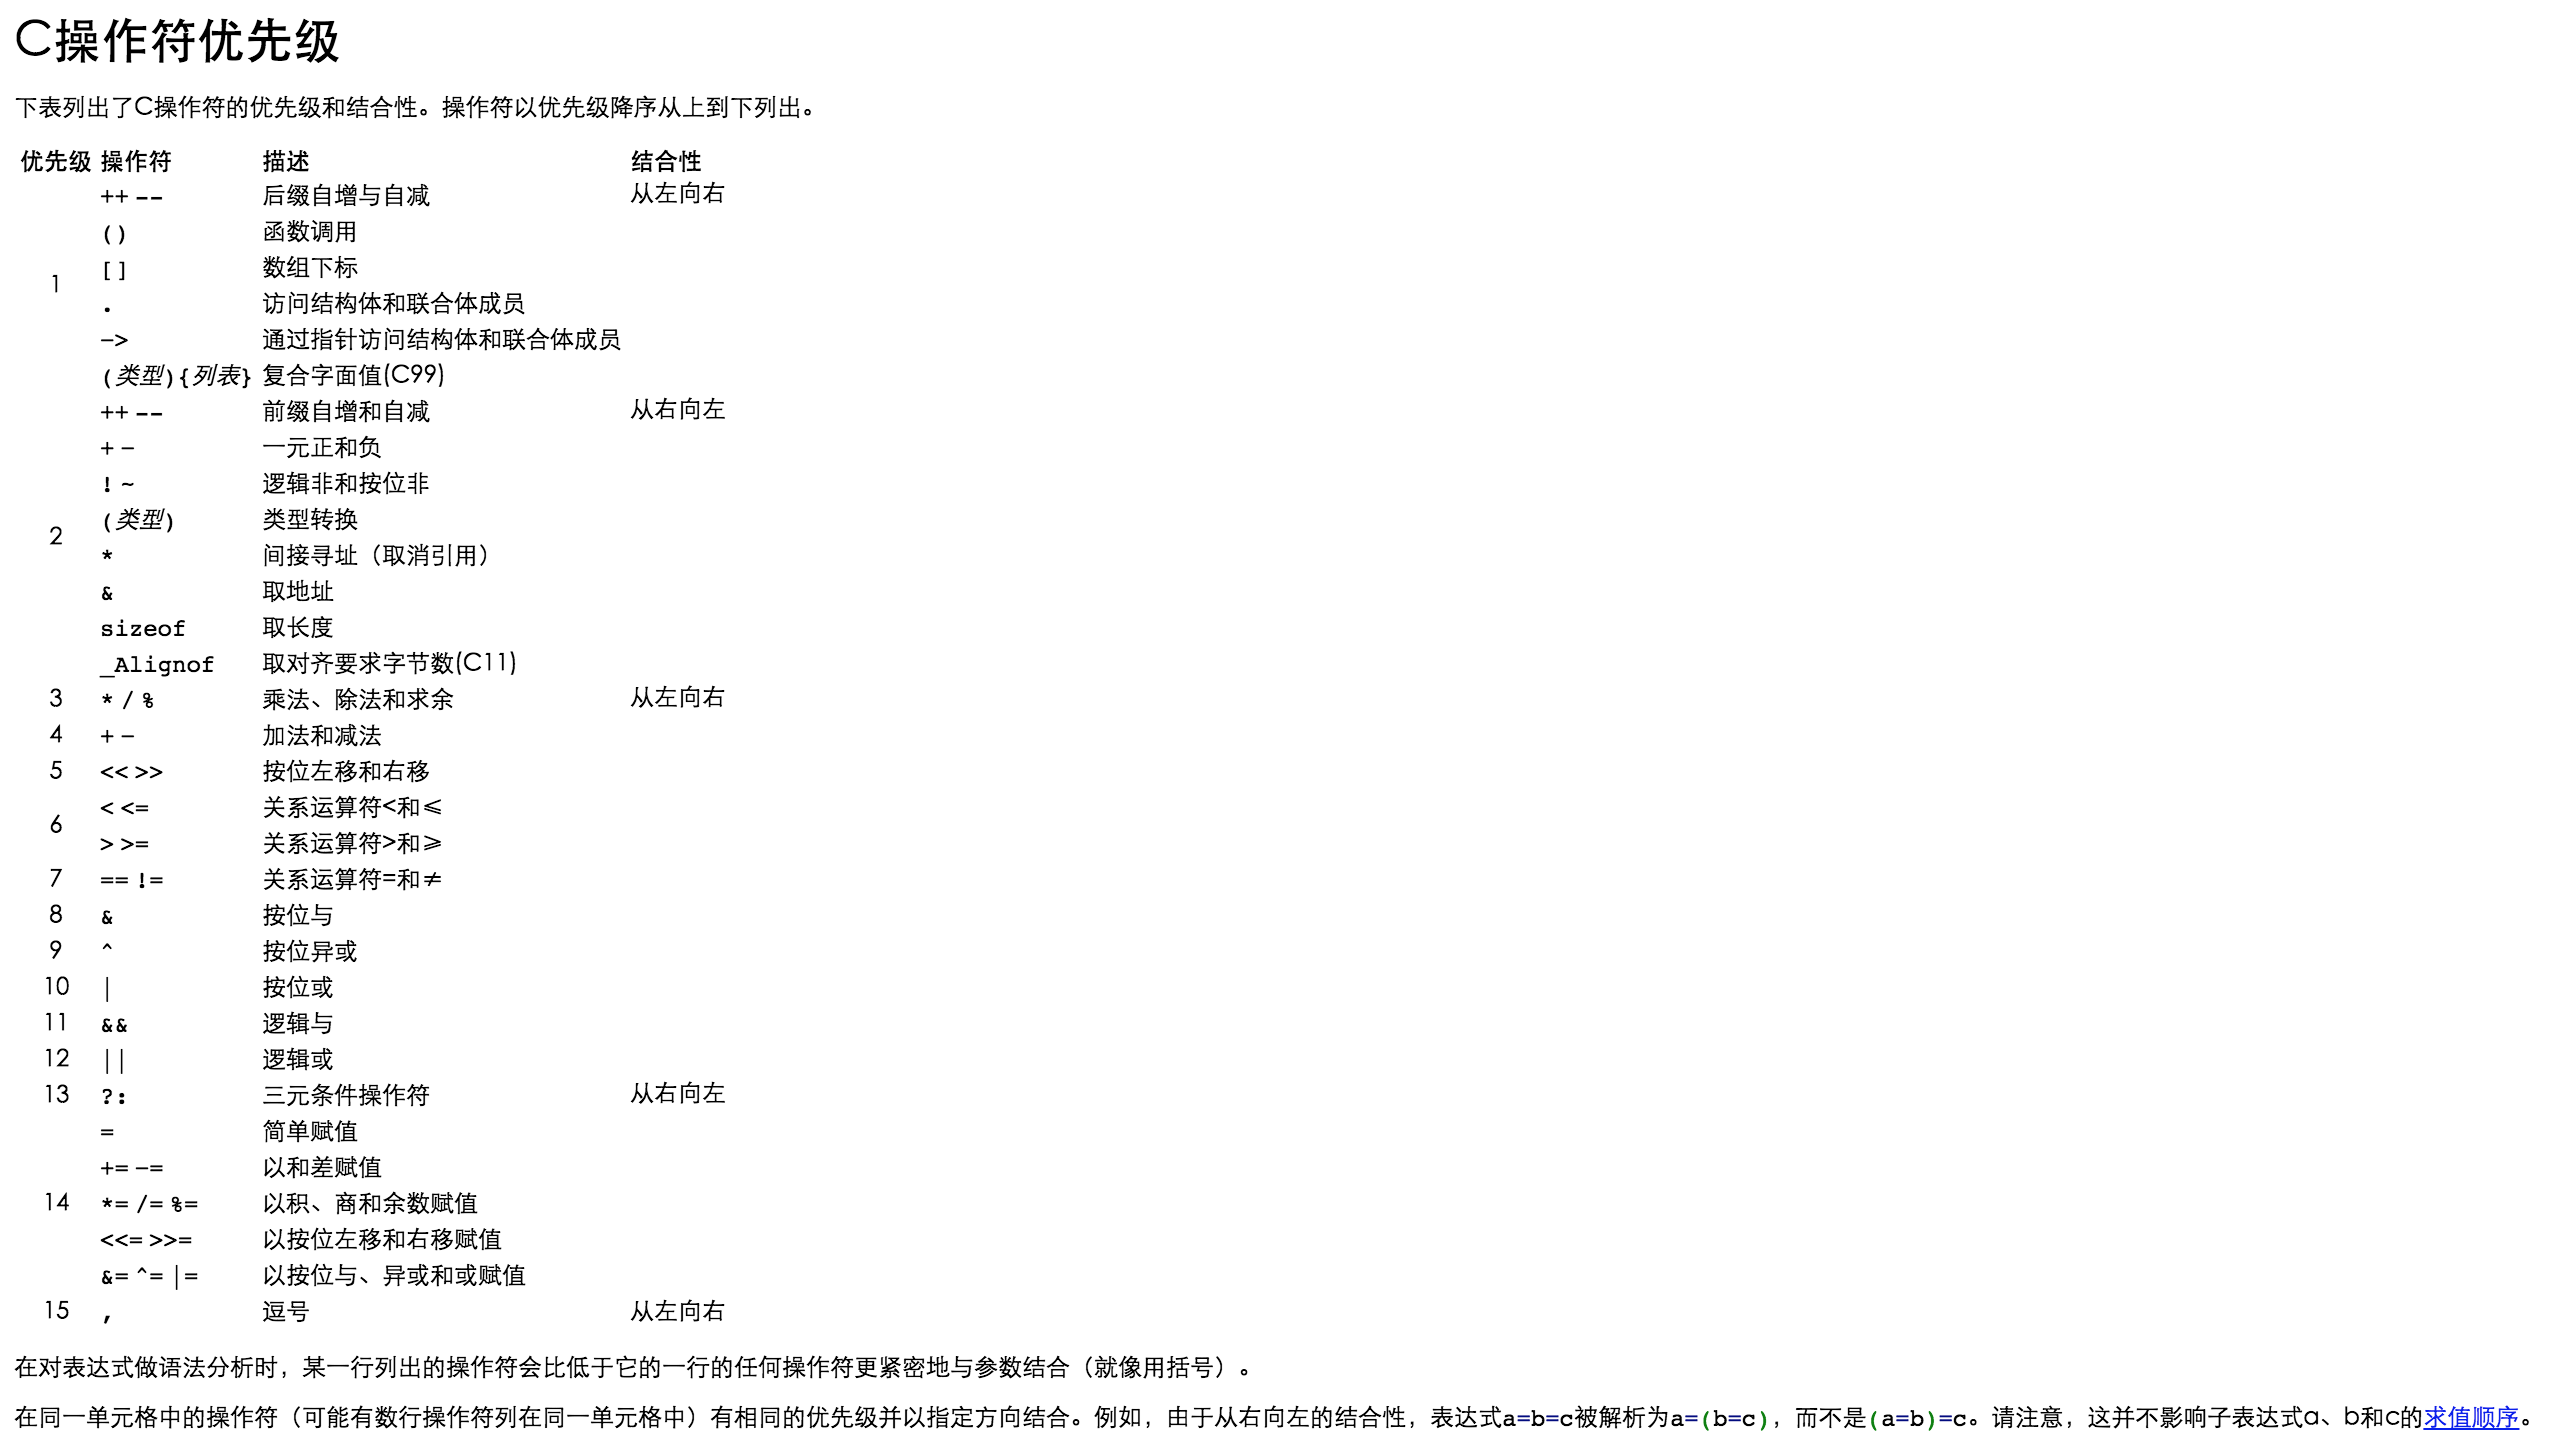 C操作符优先级
下表列出了C操作符的优先级和结合性。操作符以优先级降序从上到下列出。
优先级 操作符 描述 结合性
1 ++ -- 后缀自增与自减 从左向右
() 函数调用
[] 数组下标
. 访问结构体和联合体成员
-> 通过指针访问结构体和联合体成员
(类型){列表} 复合字面值(C99)
2 ++ -- 前缀自增和自减 从右向左
+ - 一元正和负
! ~ 逻辑非和按位非
(类型) 类型转换
* 间接寻址（取消引用）
& 取地址
sizeof 取长度
_Alignof 取对齐要求字节数(C11)
3 * / % 乘法、除法和求余 从左向右
4 + - 加法和减法
5 << >> 按位左移和右移
6 < <= 关系运算符<和≤
> >= 关系运算符>和≥
7 == != 关系运算符=和≠
8 & 按位与
9 ^ 按位异或
10 | 按位或
11 && 逻辑与
12 || 逻辑或
13 ?: 三元条件操作符 从右向左
14 = 简单赋值
+= -= 以和差赋值
*= /= %= 以积、商和余数赋值
<<= >>= 以按位左移和右移赋值
&= ^= |= 以按位与、异或和或赋值
15 , 逗号 从左向右
在对表达式做语法分析时，某一行列出的操作符会比低于它的一行的任何操作符更紧密地与参数结合（就像用括号）。
在同一单元格中的操作符（可能有数行操作符列在同一单元格中）有相同的优先级并以指定方向结合。例如，由于从右向左的结合性，表达式a=b=c被解析为a=(b=c)，而不是(a=b)=c。请注意，这并不影响子表达式a、b和c的求值顺序。